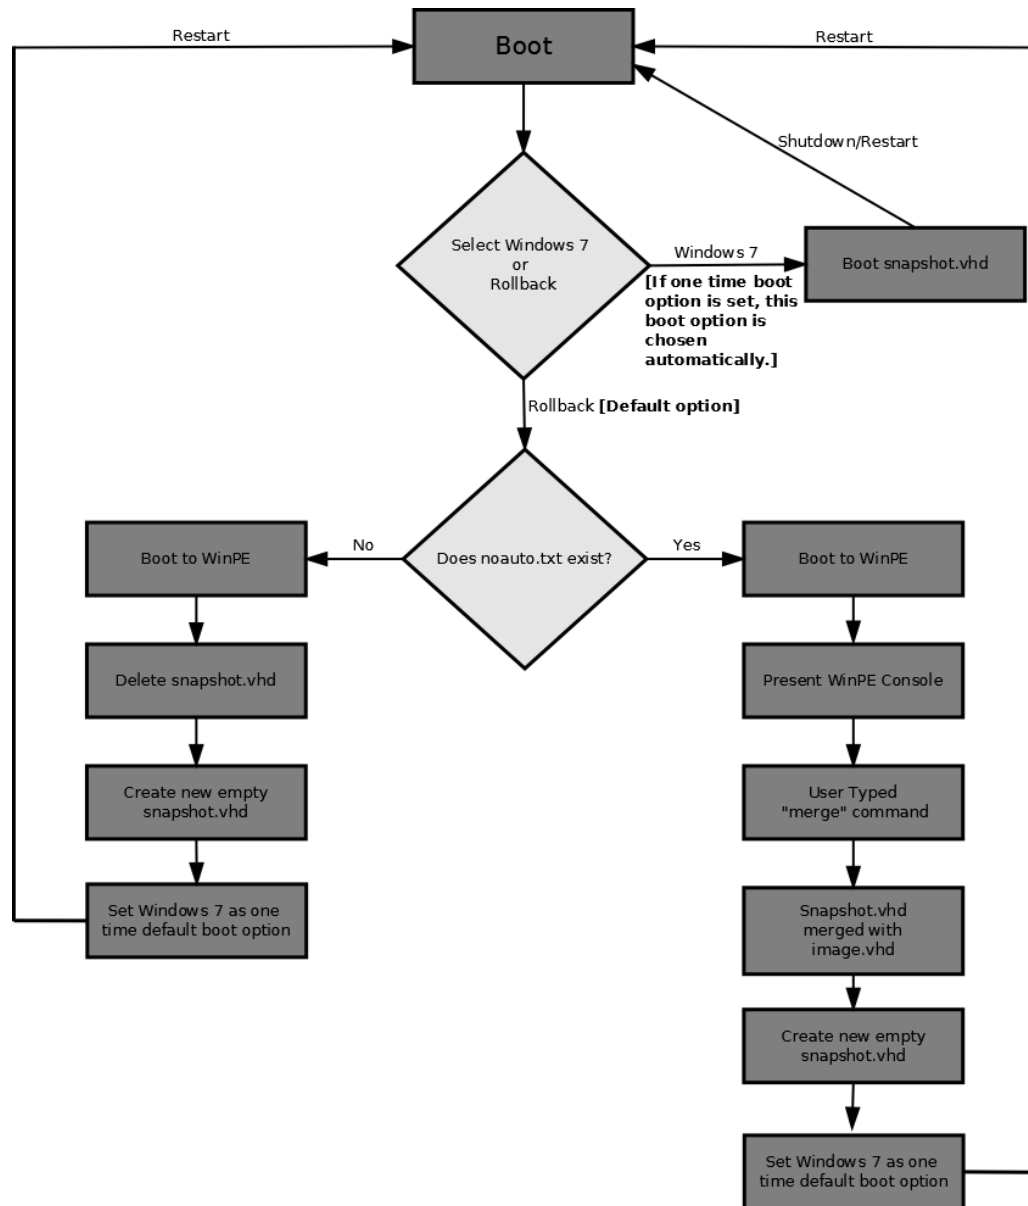 Restart
Boot
Restart
Shutdown/Restart
Select Windows 7
or
Rollback
Windows 7
[If one time boot
option is set, this
boot option is
chosen
automatically.]
Boot snapshot.vhd
Rollback [Default option]
Does noauto.txt exist?
No
Yes
Boot to WinPE
Delete snapshot.vhd
Create new empty
snapshot.vhd
Set Windows 7 as one
time default boot option
Boot to WinPE
Present WinPE Console
User Typed
"merge" command
Snapshot.vhd
merged with
image.vhd
Create new empty
snapshot.vhd
Set Windows 7 as one
time default boot option